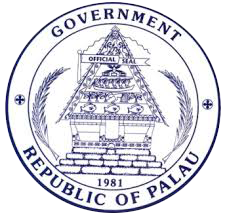 GOVERNMENT
OFFICIAL SEAL
1981
REPUBLIC OF PALAU